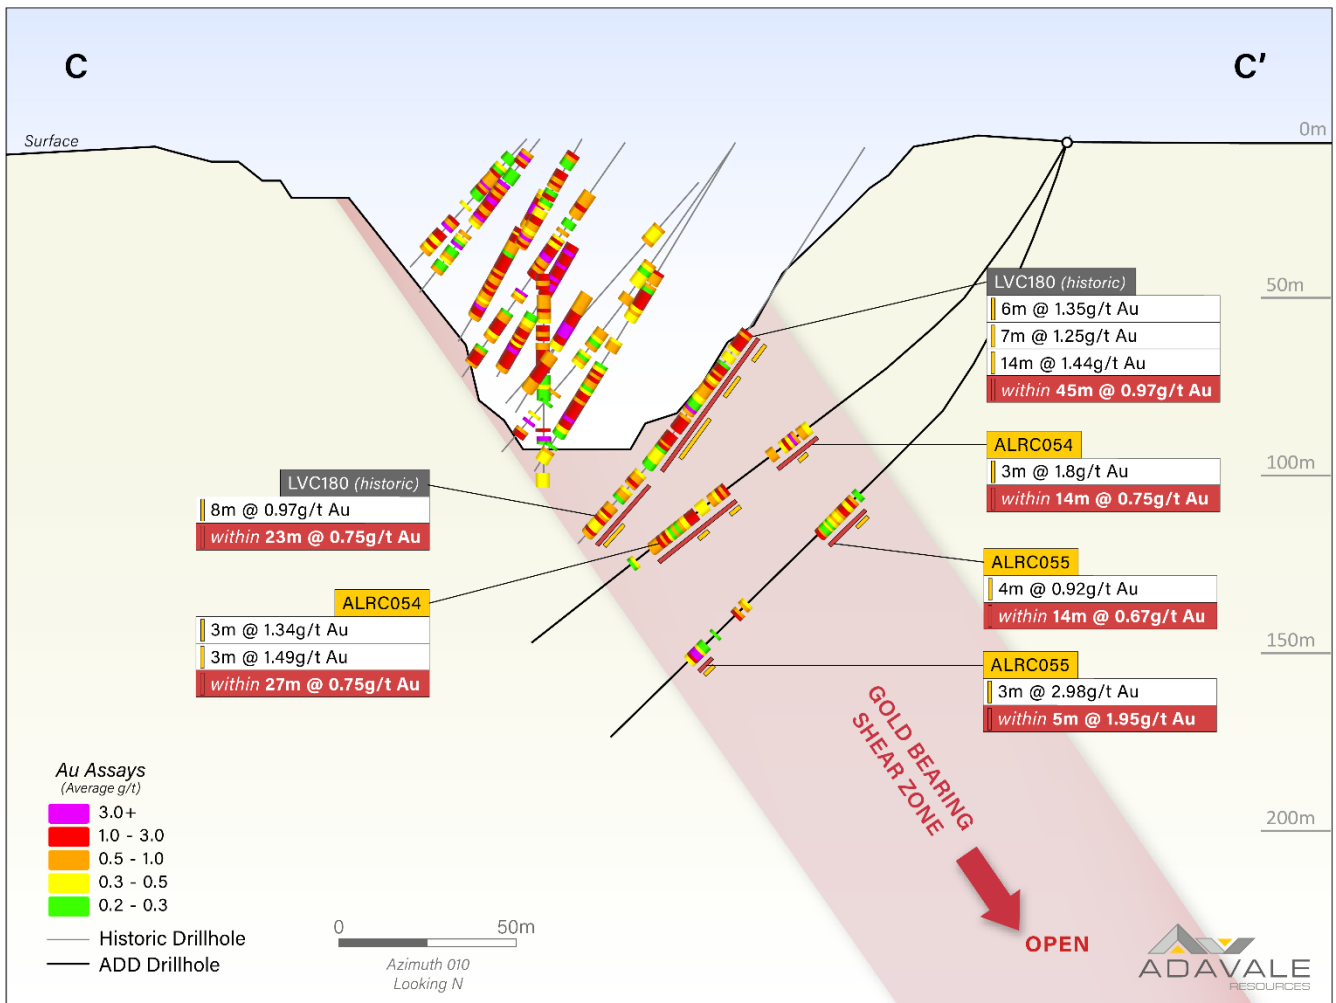 C
C'
Surface
0m
LVC180 (historic)
6m @ 1.35g/t Au
7m @ 1.25g/t Au
14m @ 1.44g/t Au
within 45m @ 0.97g/t Au
50m
ALRC054
3m @ 1.8g/t Au
within 14m @ 0.75g/t Au
100m
LVC180 (historic)
8m @ 0.97g/t Au
within 23m @ 0.75g/t Au
ALRC055
4m @ 0.92g/t Au
within 14m @ 0.67g/t Au
ALRC054
3m @ 1.34g/t Au
3m @ 1.49g/t Au
within 27m @ 0.75g/t Au
150m
ALRC055
3m @ 2.98g/t Au
within 5m @ 1.95g/t Au
GOLD BEARING
SHEAR ZONE
OPEN
200m
Au Assays
(Average g/t)
3.0+
1.0 - 3.0
0.5 - 1.0
0.3 - 0.5
0.2 - 0.3
Historic Drillhole
ADD Drillhole
0 50m
Azimuth 010
Looking N
ADAVALE
RESOURCES